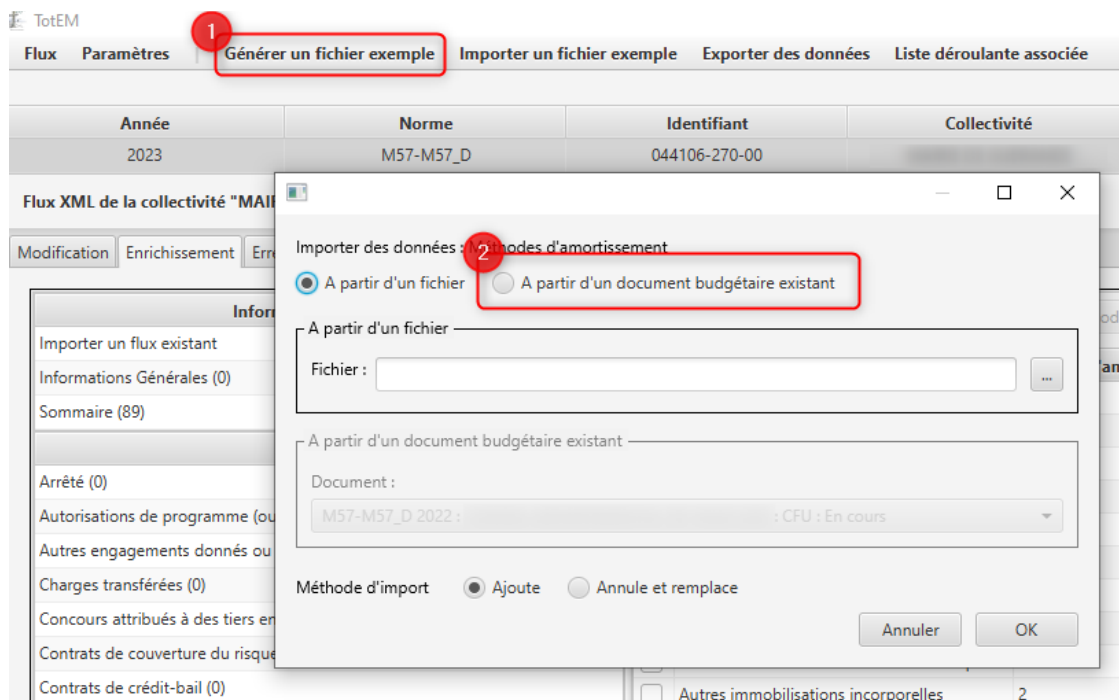 TotEM
1
Flux Paramètres Générer un fichier exemple Importer un fichier exemple Exporter des données Liste déroulante associée
Année Norme Identifiant Collectivité
2023 M57-M57_D 044106-270-00
Flux XML de la collectivité "MAI
Modification Enrichissement Erre
Importer des données : Méthodes d'amortissement
2
A partir d'un fichier A partir d'un document budgétaire existant
Infor
A partir d'un fichier
Importer un flux existant
Fichier : ...
Informations Générales (0)
Sommaire (89)
A partir d'un document budgétaire existant
Document :
Arrêté (0)
M57-M57_D 2022 : : CFU : En cours
Autorisations de programme (ou
Autres engagements donnés ou
Charges transférées (0)
Méthode d'import Ajoute Annule et remplace
Concours attribués à des tiers en
Annuler OK
Contrats de couverture du risque
Contrats de crédit-bail (0)
Autres immobilisations incorporelles 2